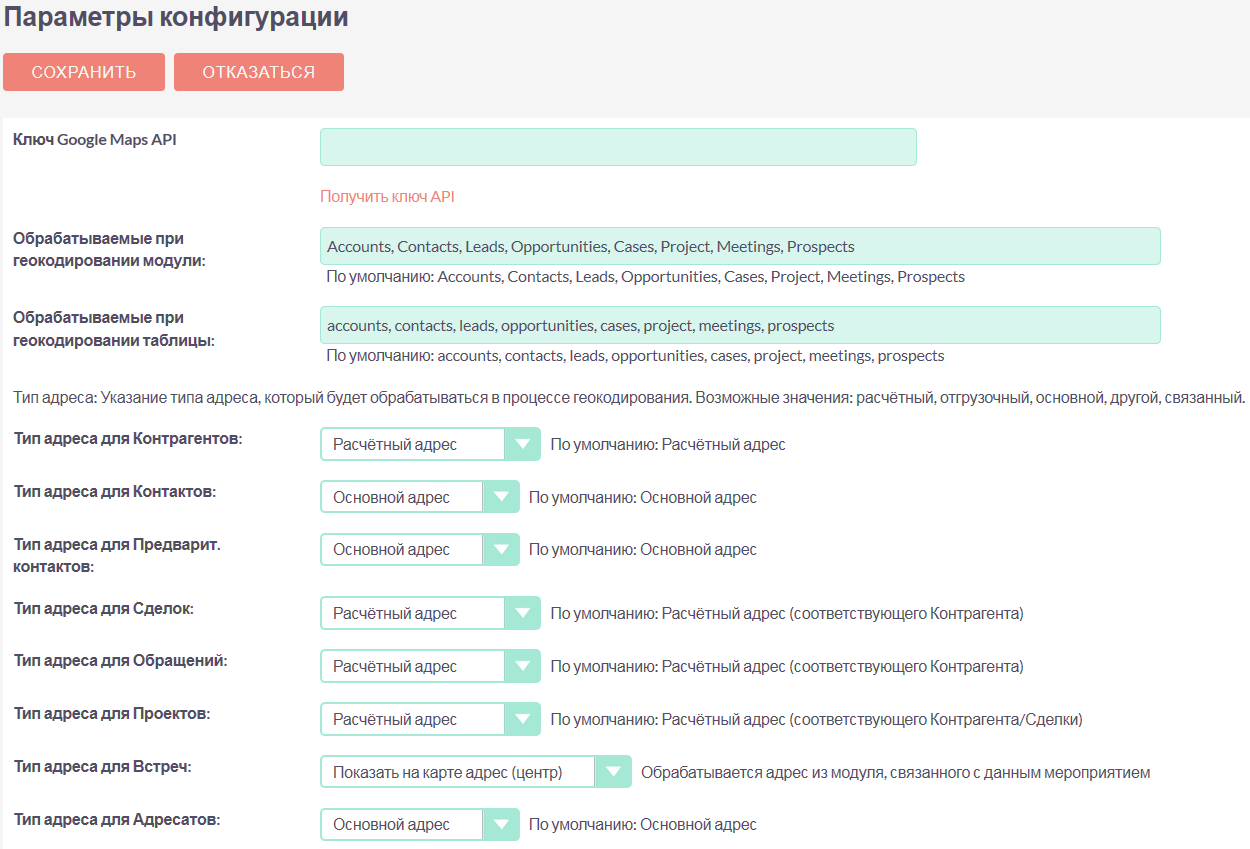 Параметры конфигурации
СОХРАНИТЬ ОТКАЗАТЬСЯ
Ключ Google Maps API
Получить ключ API
Обрабатываемые при
геокодировании модули:
Accounts, Contacts, Leads, Opportunities, Cases, Project, Meetings, Prospects
По умолчанию: Accounts, Contacts, Leads, Opportunities, Cases, Project, Meetings, Prospects
Обрабатываемые при
геокодировании таблицы:
accounts, contacts, leads, opportunities, cases, project, meetings, prospects
По умолчанию: accounts, contacts, leads, opportunities, cases, project, meetings, prospects
Тип адреса: Указание типа адреса, который будет обрабатываться в процессе геокодирования. Возможные значения: расчётный, отгрузочный, основной, другой, связанный.
Тип адреса для Контрагентов: Расчётный адрес По умолчанию: Расчётный адрес
Тип адреса для Контактов: Основной адрес По умолчанию: Основной адрес
Тип адреса для Предварит.
контактов:
Основной адрес По умолчанию: Основной адрес
Тип адреса для Сделок: Расчётный адрес По умолчанию: Расчётный адрес (соответствующего Контрагента)
Тип адреса для Обращений: Расчётный адрес По умолчанию: Расчётный адрес (соответствующего Контрагента)
Тип адреса для Проектов: Расчётный адрес По умолчанию: Расчётный адрес (соответствующего Контрагента/Сделки)
Тип адреса для Встреч: Показать на карте адрес (центр) Обрабатывается адрес из модуля, связанного с данным мероприятием
Тип адреса для Адресатов: Основной адрес По умолчанию: Основной адрес